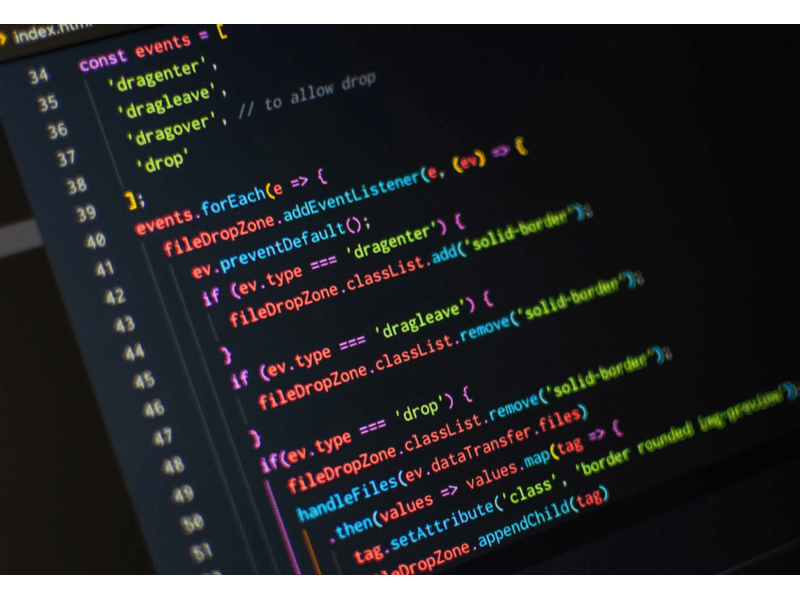 index.htm
34 const events = [
35 'dragenter',
36 'dragleave',
37 'dragover', // to allow drop
38 'drop'
39 ];
40 events.forEach(e => {
41 fileDropZone.addEventListener(e, (ev) => {
42 ev.preventDefault();
43 if (ev.type === 'dragenter') {
44 fileDropZone.classList.add('solid-border');
45 }
46 if (ev.type === 'dragleave') {
47 fileDropZone.classList.remove('solid-border');
48 }
49 if(ev.type === 'drop') {
50 fileDropZone.classList.remove('solid-border');
51 handleFiles(ev.dataTransfer.files)
.then(values => values.map(tag => {
tag.setAttribute('class', 'border rounded img-preview');
leDropZone.appendChild(tag)